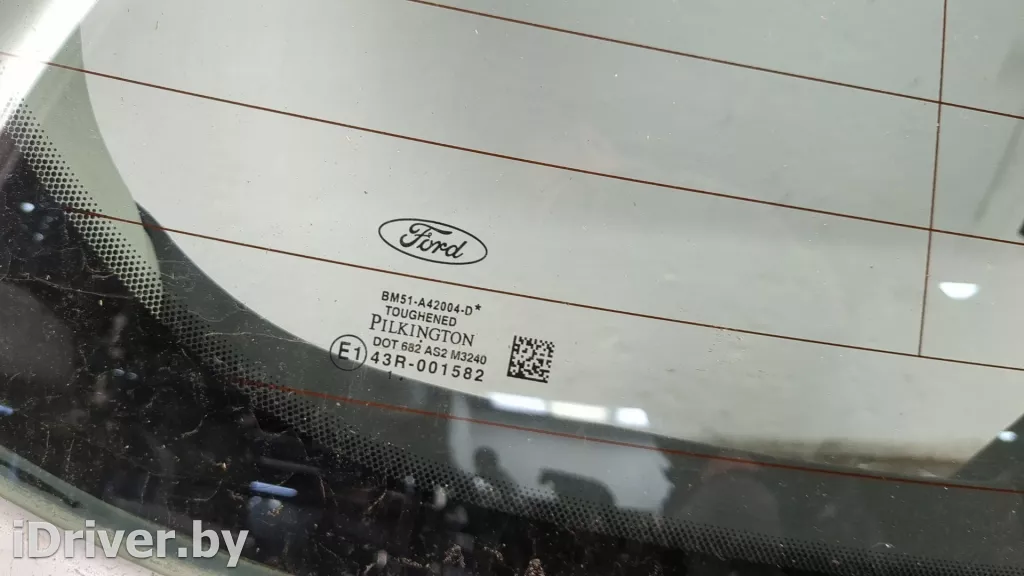 Ford
BM51-A42004-D*
TOUGHENED
PILKINGTON
DOT 682 AS2 M3240
E1 43R-001582
iDriver.by